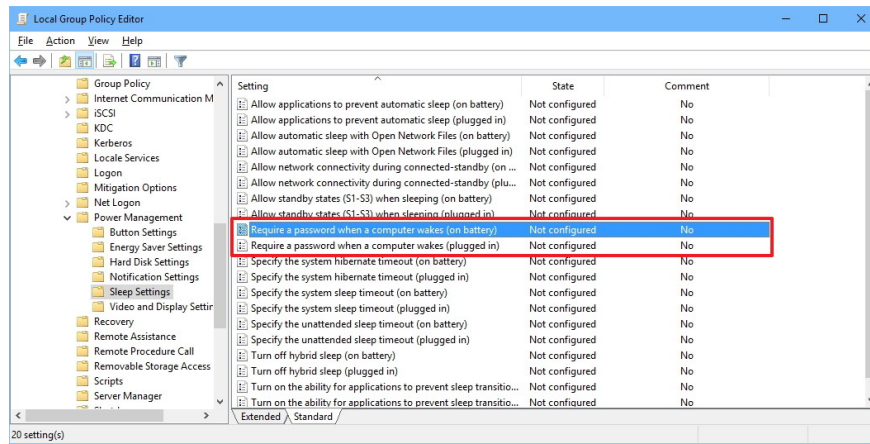 Local Group Policy Editor
File Action View Help
Group Policy
Internet Communication M
iSCSI
KDC
Kerberos
Locale Services
Logon
Mitigation Options
Net Logon
Power Management
Button Settings
Energy Saver Settings
Hard Disk Settings
Notification Settings
Sleep Settings
Video and Display Settin
Recovery
Remote Assistance
Remote Procedure Call
Removable Storage Access
Scripts
Server Manager
Setting State Comment
Allow applications to prevent automatic sleep (on battery) Not configured No
Allow applications to prevent automatic sleep (plugged in) Not configured No
Allow automatic sleep with Open Network Files (on battery) Not configured No
Allow automatic sleep with Open Network Files (plugged in) Not configured No
Allow network connectivity during connected-standby (on ... Not configured No
Allow network connectivity during connected-standby (plu... Not configured No
Allow standby states (S1-S3) when sleeping (on battery) Not configured No
Allow standby states (S1-S3) when sleeping (plugged in) Not configured No
Require a password when a computer wakes (on battery) Not configured No
Require a password when a computer wakes (plugged in) Not configured No
Specify the system hibernate timeout (on battery) Not configured No
Specify the system hibernate timeout (plugged in) Not configured No
Specify the system sleep timeout (on battery) Not configured No
Specify the system sleep timeout (plugged in) Not configured No
Specify the unattended sleep timeout (on battery) Not configured No
Specify the unattended sleep timeout (plugged in) Not configured No
Turn off hybrid sleep (on battery) Not configured No
Turn off hybrid sleep (plugged in) Not configured No
Turn on the ability for applications to prevent sleep transitio... Not configured No
Turn on the ability for applications to prevent sleep transitio... Not configured No
Extended Standard
20 setting(s)